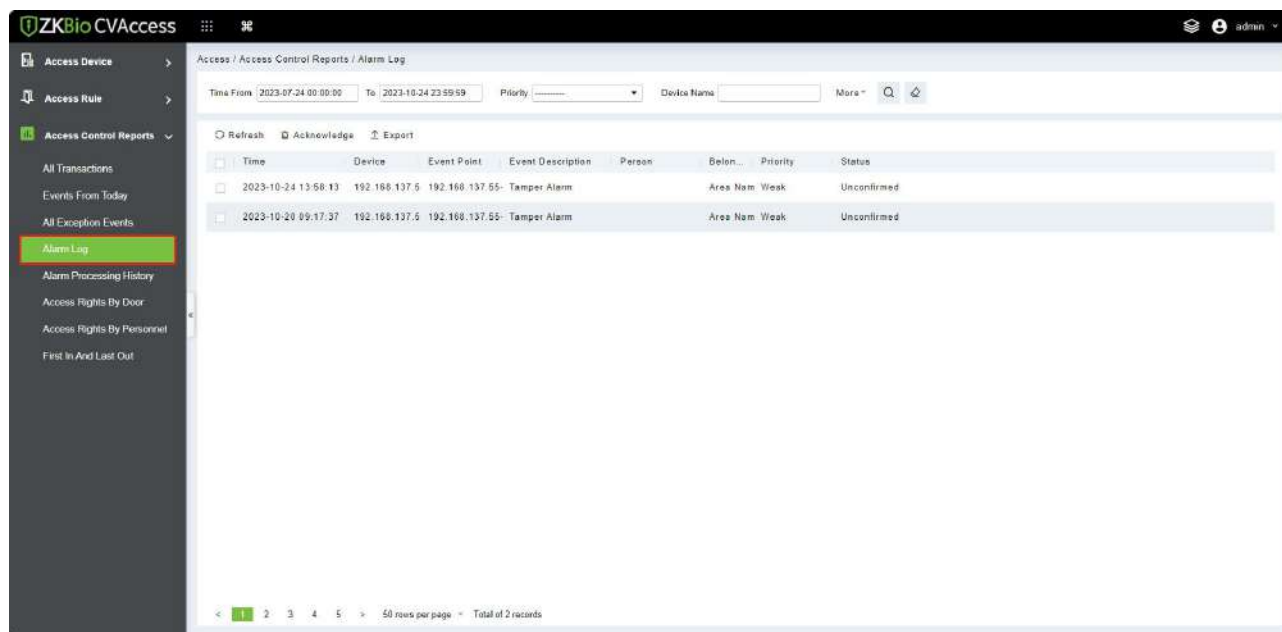 ZKBio CVAccess
admin
Access Device
Access Rule
Access Control Reports
All Transactions
Events From Today
All Exception Events
Alarm Log
Alarm Processing History
Access Rights By Door
Access Rights By Personnel
First In And Last Out
Access / Access Control Reports / Alarm Log
Time From 2023-07-24 00:00:00 To 2023-10-24 23:59:59 Priority ---------- Device Name More
Refresh Acknowledge Export
Time Device Event Point Event Description Person Belon... Priority Status
2023-10-24 13:58:13 192.168.137.5 192.168.137.55- Tamper Alarm Area Nam Weak Unconfirmed
2023-10-20 09:17:37 192.168.137.5 192.168.137.55- Tamper Alarm Area Nam Weak Unconfirmed
< 1 2 3 4 5 > 50 rows per page Total of 2 records